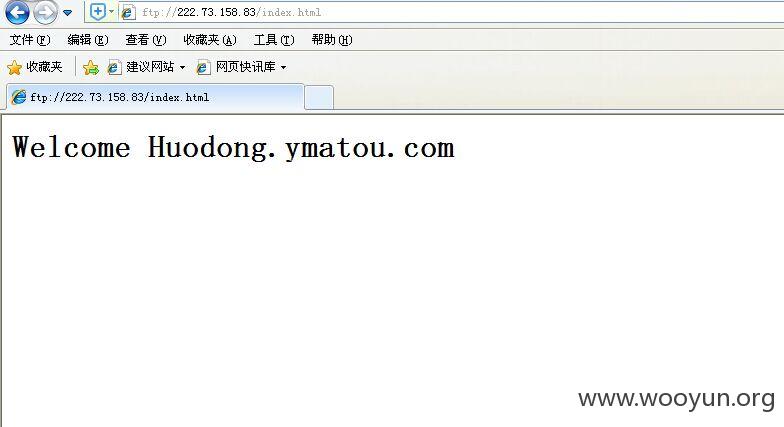 ftp://222.73.158.83/index.html
文件(F) 编辑(E) 查看(V) 收藏夹(A) 工具(T) 帮助(H)
收藏夹 建议网站 网页快讯库
ftp://222.73.158.83/index.html
Welcome Huodong.ymatou.com
www.wooyun.org